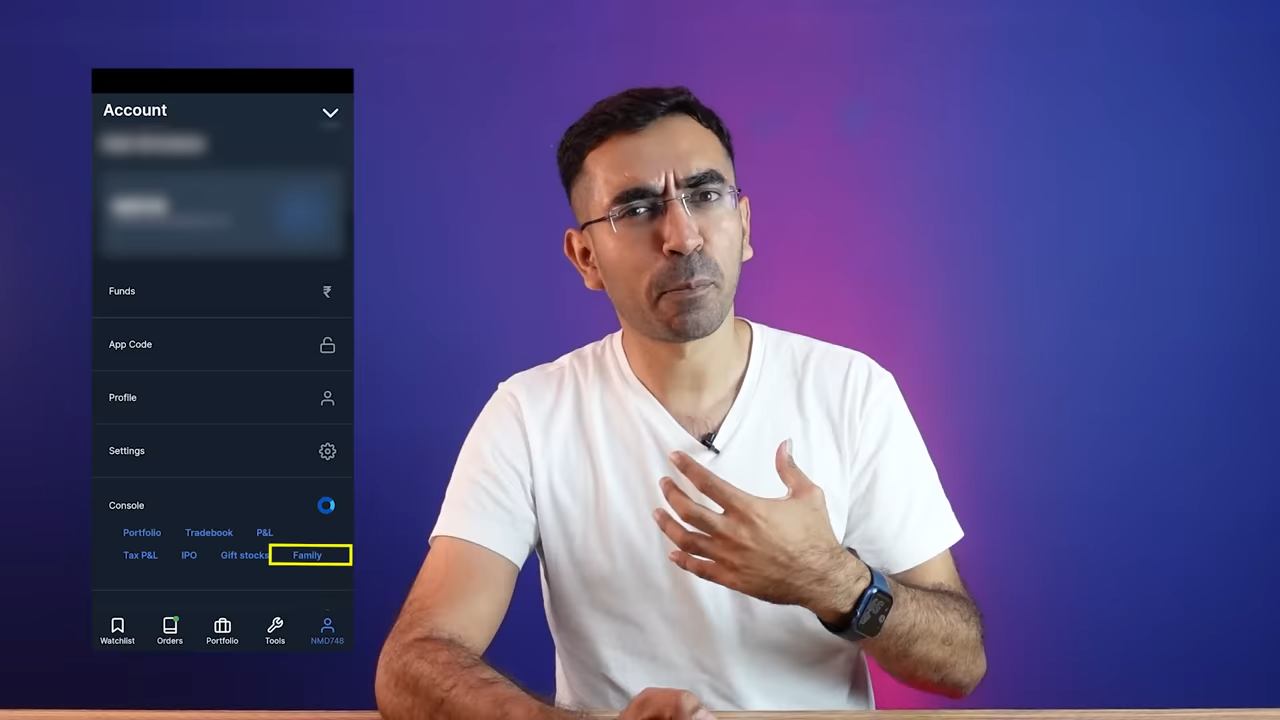 Account
Funds ₹
App Code
Profile
Settings
Console
Portfolio Tradebook P&L
Tax P&L IPO Gift stocks Family
Watchlist Orders Portfolio Tools NMD748